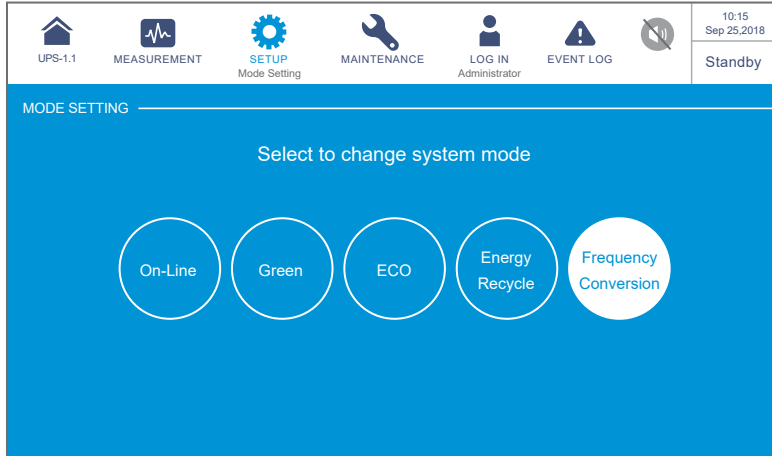 10:15
Sep 25,2018
UPS-1.1
MEASUREMENT
SETUP
Mode Setting
MAINTENANCE
LOG IN
Administrator
EVENT LOG
Standby
MODE SETTING
Select to change system mode
On-Line
Green
ECO
Energy
Recycle
Frequency
Conversion